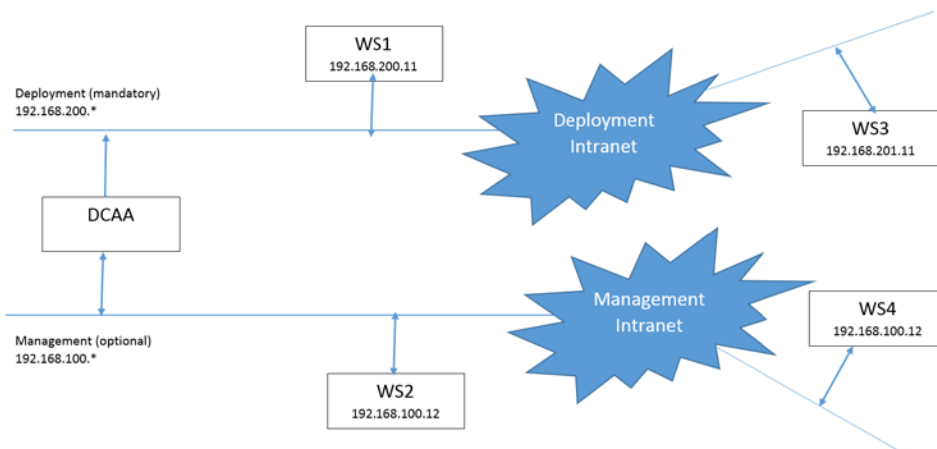 WS1
192.168.200.11
Deployment (mandatory)
192.168.200.*
Deployment
Intranet
WS3
192.168.201.11
DCAA
Management
Intranet
WS4
192.168.100.12
Management (optional)
192.168.100.*
WS2
192.168.100.12